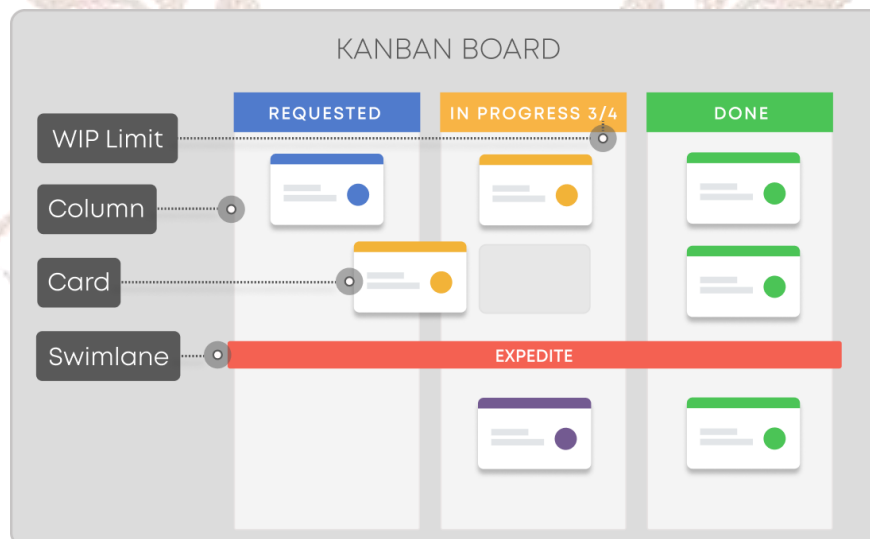 KANBAN BOARD
REQUESTED
IN PROGRESS 3/4
DONE
WIP Limit
Column
Card
Swimlane
EXPEDITE